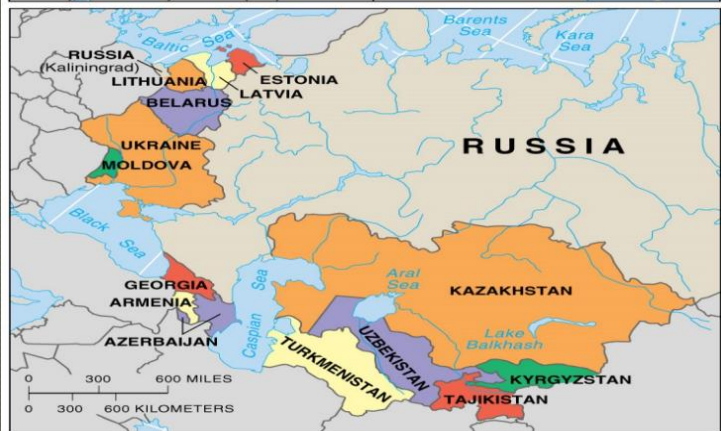 Barents
Sea
Kara
Sea
Baltic Sea
RUSSIA
(Kaliningrad)
LITHUANIA
ESTONIA
LATVIA
BELARUS
RUSSIA
UKRAINE
MOLDOVA
Black Sea
GEORGIA
ARMENIA
AZERBAIJAN
Caspian Sea
Aral
Sea
KAZAKHSTAN
Lake
Balkhash
UZBEKISTAN
TURKMENISTAN
KYRGYZSTAN
TAJIKISTAN
0 300 600 MILES
0 300 600 KILOMETERS